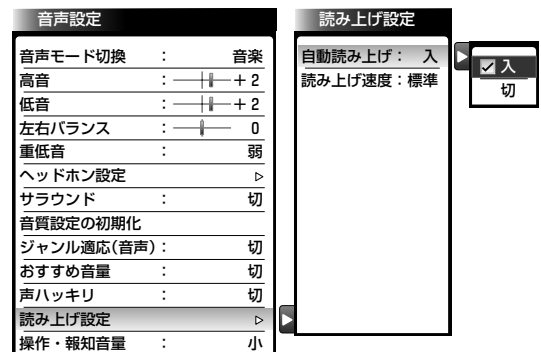 音声設定
音声モード切換 : 音楽
高音 : +2
低音 : +2
左右バランス : 0
重低音 : 弱
ヘッドホン設定
サラウンド : 切
音質設定の初期化
ジャンル適応(音声) : 切
おすすめ音量 : 切
声ハッキリ : 切
読み上げ設定
操作・報知音量 : 小
読み上げ設定
自動読み上げ : 入
読み上げ速度 : 標準
入
切